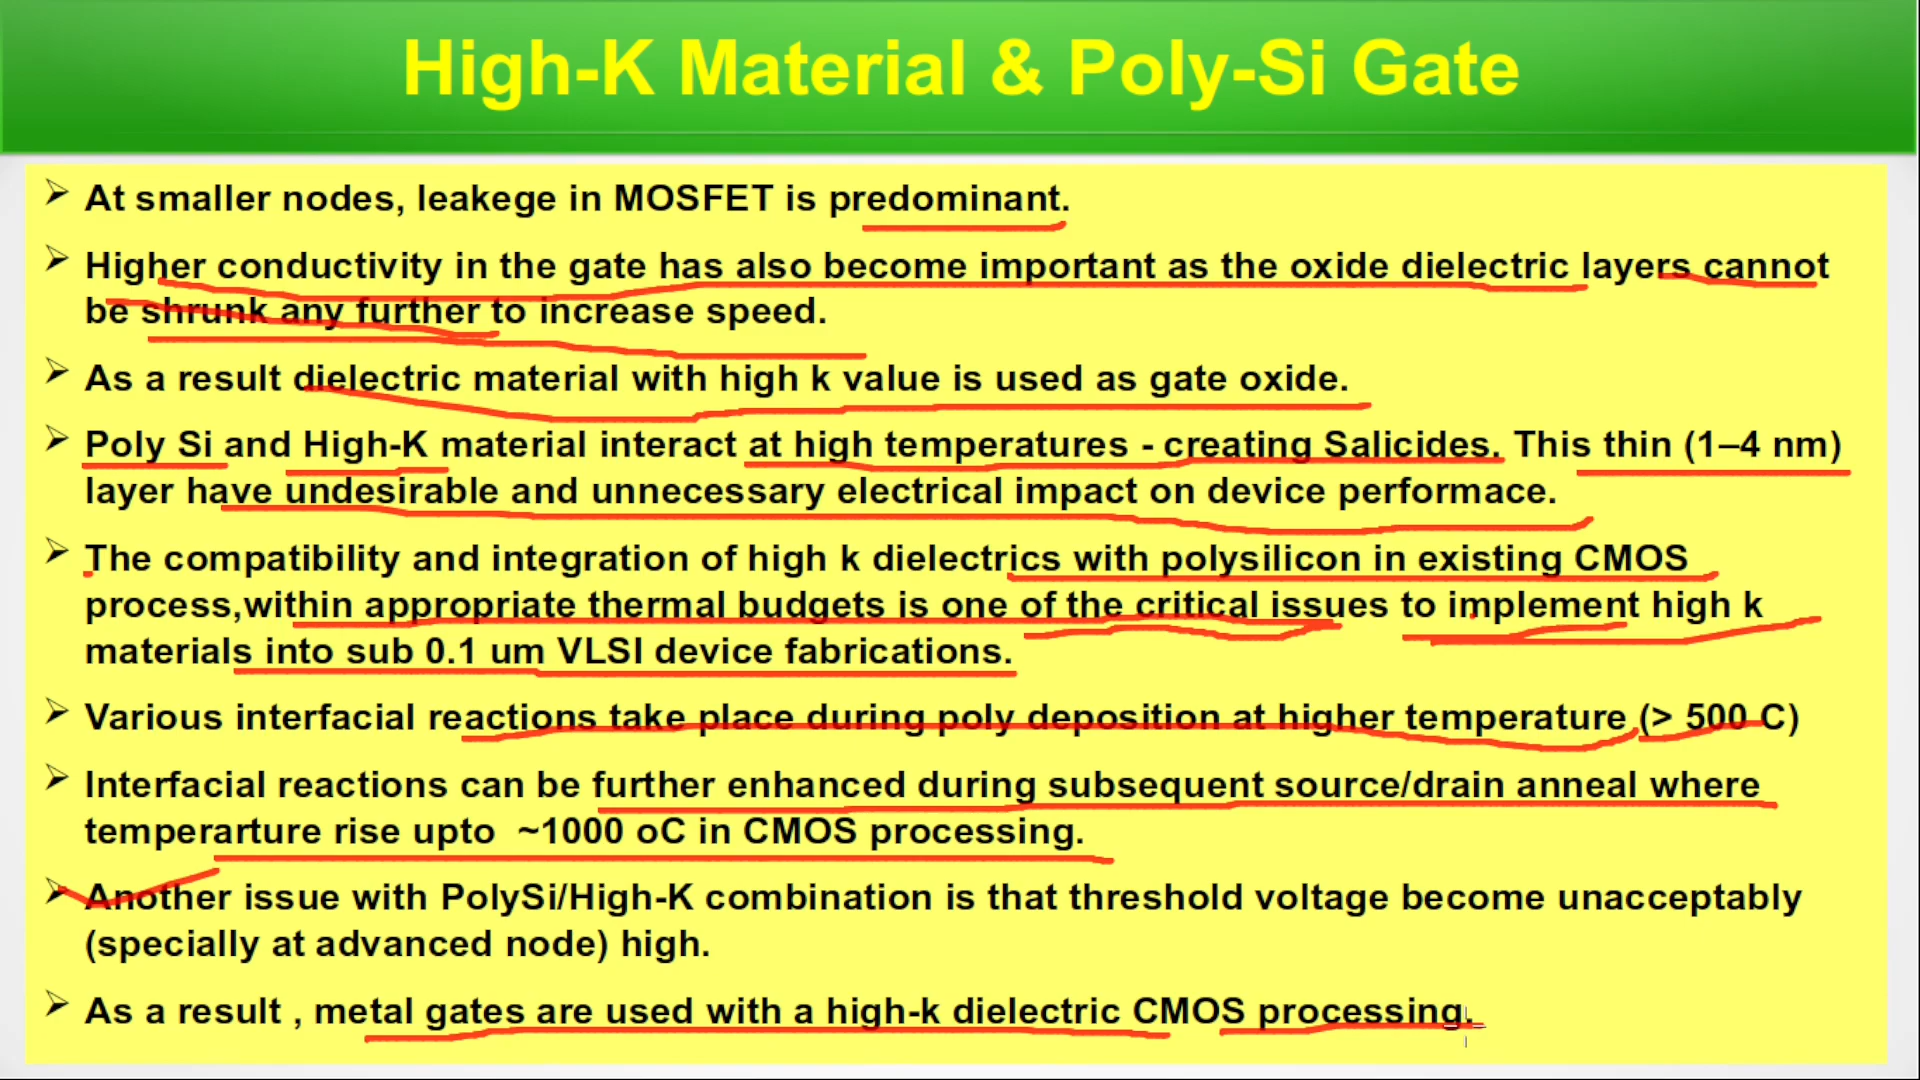 High-K Material & Poly-Si Gate
At smaller nodes, leakege in MOSFET is predominant.
Higher conductivity in the gate has also become important as the oxide dielectric layers cannot
be shrunk any further to increase speed.
As a result dielectric material with high k value is used as gate oxide.
Poly Si and High-K material interact at high temperatures - creating Salicides. This thin (1–4 nm)
layer have undesirable and unnecessary electrical impact on device performace.
The compatibility and integration of high k dielectrics with polysilicon in existing CMOS
process,within appropriate thermal budgets is one of the critical issues to implement high k
materials into sub 0.1 um VLSI device fabrications.
Various interfacial reactions take place during poly deposition at higher temperature (> 500 C)
Interfacial reactions can be further enhanced during subsequent source/drain anneal where
temperarture rise upto ~1000 oC in CMOS processing.
Another issue with PolySi/High-K combination is that threshold voltage become unacceptably
(specially at advanced node) high.
As a result , metal gates are used with a high-k dielectric CMOS processing.